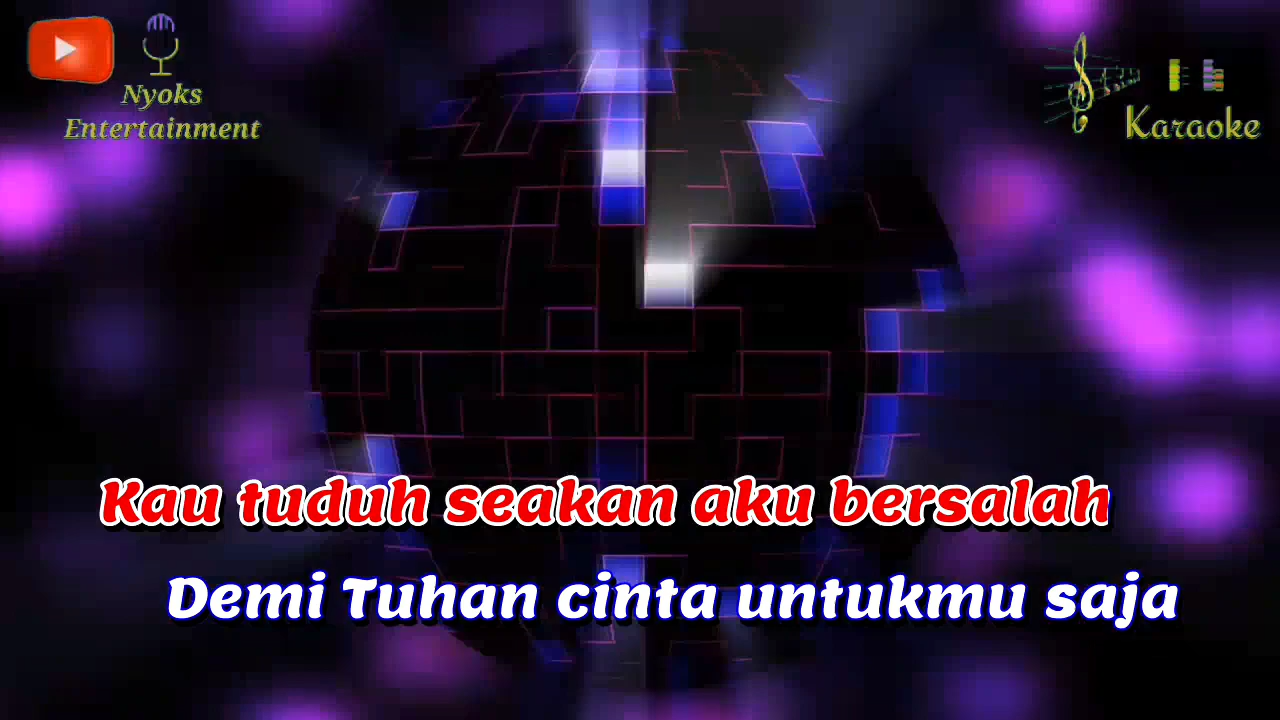 Nyoks
Entertainment
Karaoke
Kau tuduh seakan aku bersalah
Demi Tuhan cinta untukmu saja